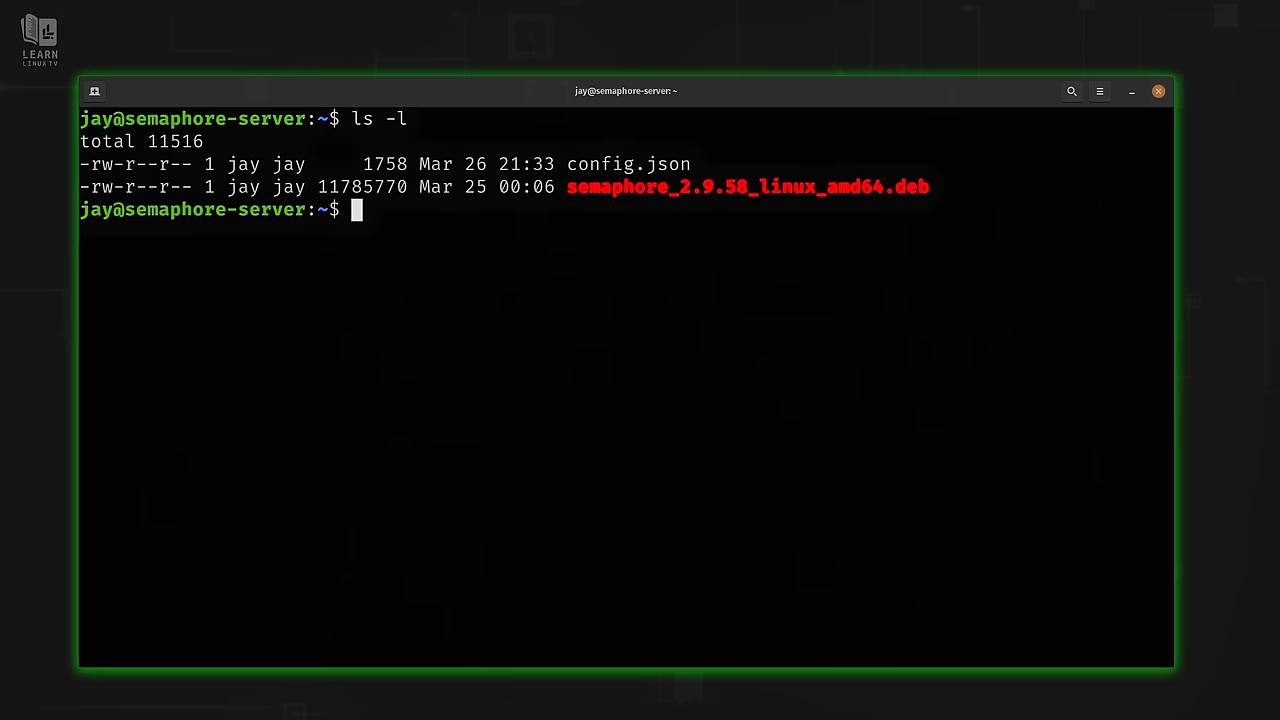 LEARN
LINUX TV
jay@semaphore-server: ~
jay@semaphore-server:~$ ls -l
total 11516
-rw-r--r-- 1 jay jay     1758 Mar 26 21:33 config.json
-rw-r--r-- 1 jay jay 11785770 Mar 25 00:06 semaphore_2.9.58_linux_amd64.deb
jay@semaphore-server:~$